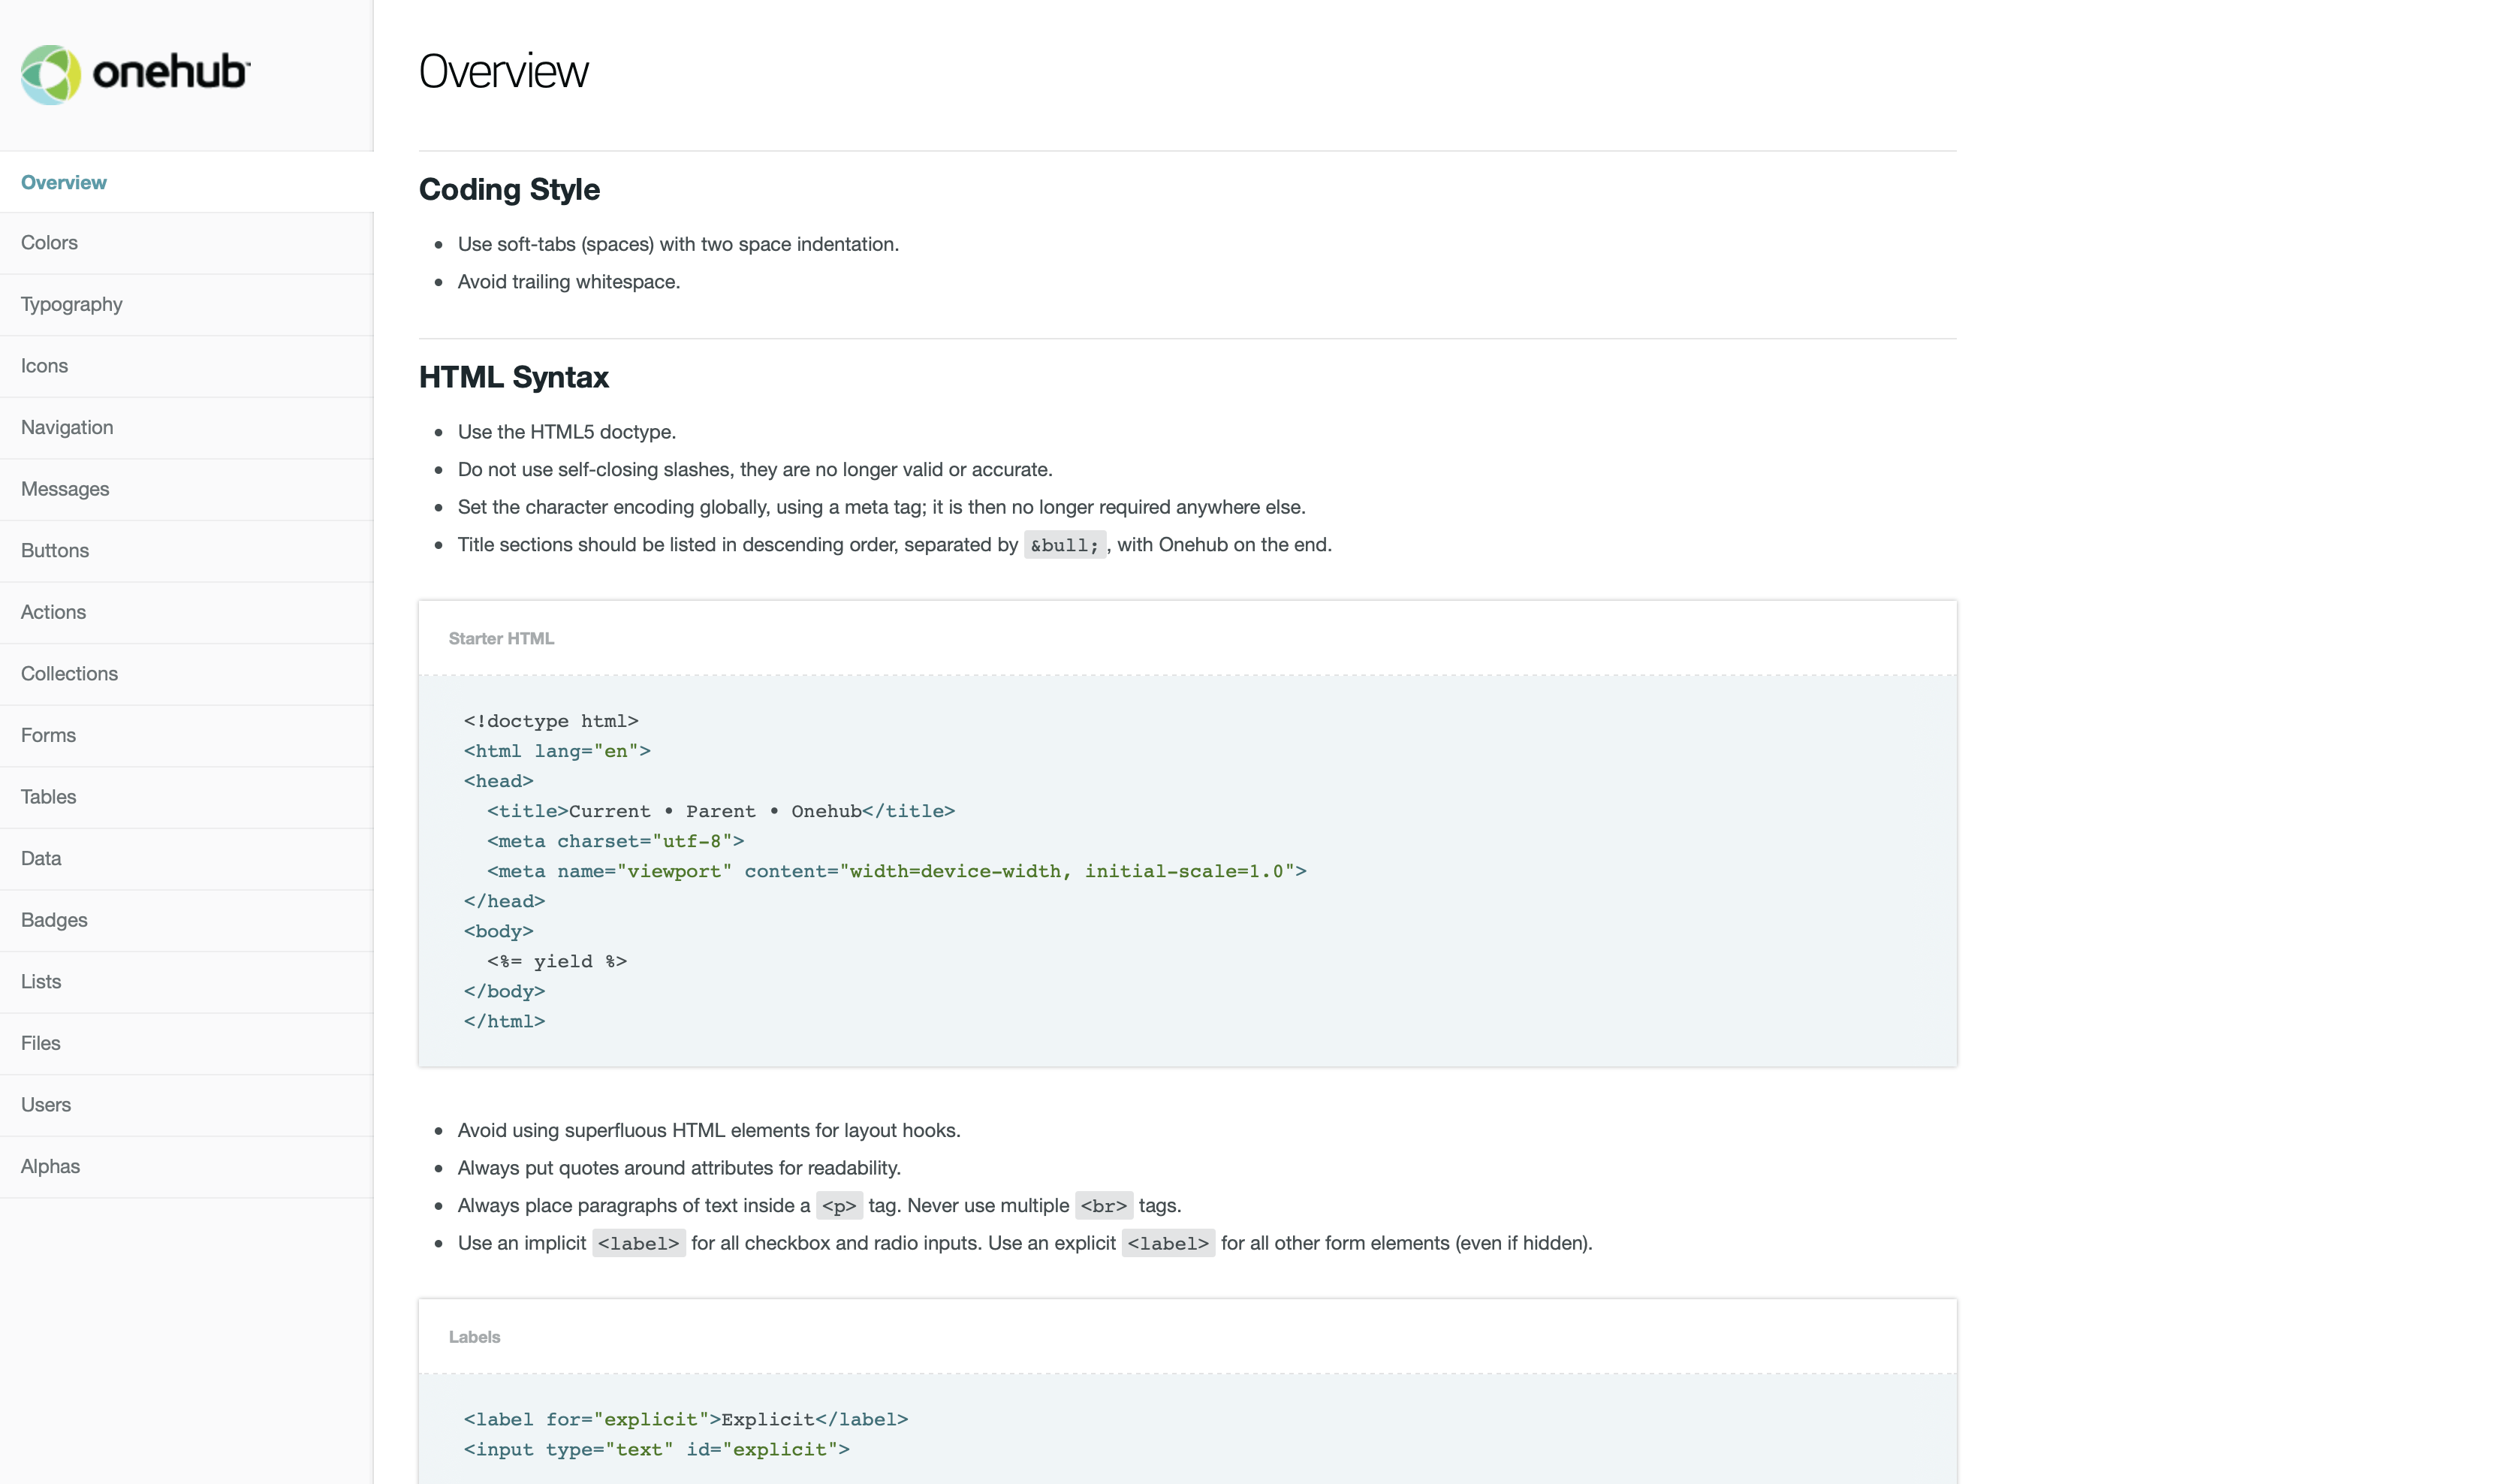 onehub™
Overview
Colors
Typography
Icons
Navigation
Messages
Buttons
Actions
Collections
Forms
Tables
Data
Badges
Lists
Files
Users
Alphas
Overview
Coding Style
• Use soft-tabs (spaces) with two space indentation.
• Avoid trailing whitespace.
HTML Syntax
• Use the HTML5 doctype.
• Do not use self-closing slashes, they are no longer valid or accurate.
• Set the character encoding globally, using a meta tag; it is then no longer required anywhere else.
• Title sections should be listed in descending order, separated by &bull; , with Onehub on the end.
Starter HTML
<!doctype html>
<html lang="en">
<head>
  <title>Current • Parent • Onehub</title>
  <meta charset="utf-8">
  <meta name="viewport" content="width=device-width, initial-scale=1.0">
</head>
<body>
  <%= yield %>
</body>
</html>
• Avoid using superfluous HTML elements for layout hooks.
• Always put quotes around attributes for readability.
• Always place paragraphs of text inside a <p> tag. Never use multiple <br> tags.
• Use an implicit <label> for all checkbox and radio inputs. Use an explicit <label> for all other form elements (even if hidden).
Labels
<label for="explicit">Explicit</label>
<input type="text" id="explicit">